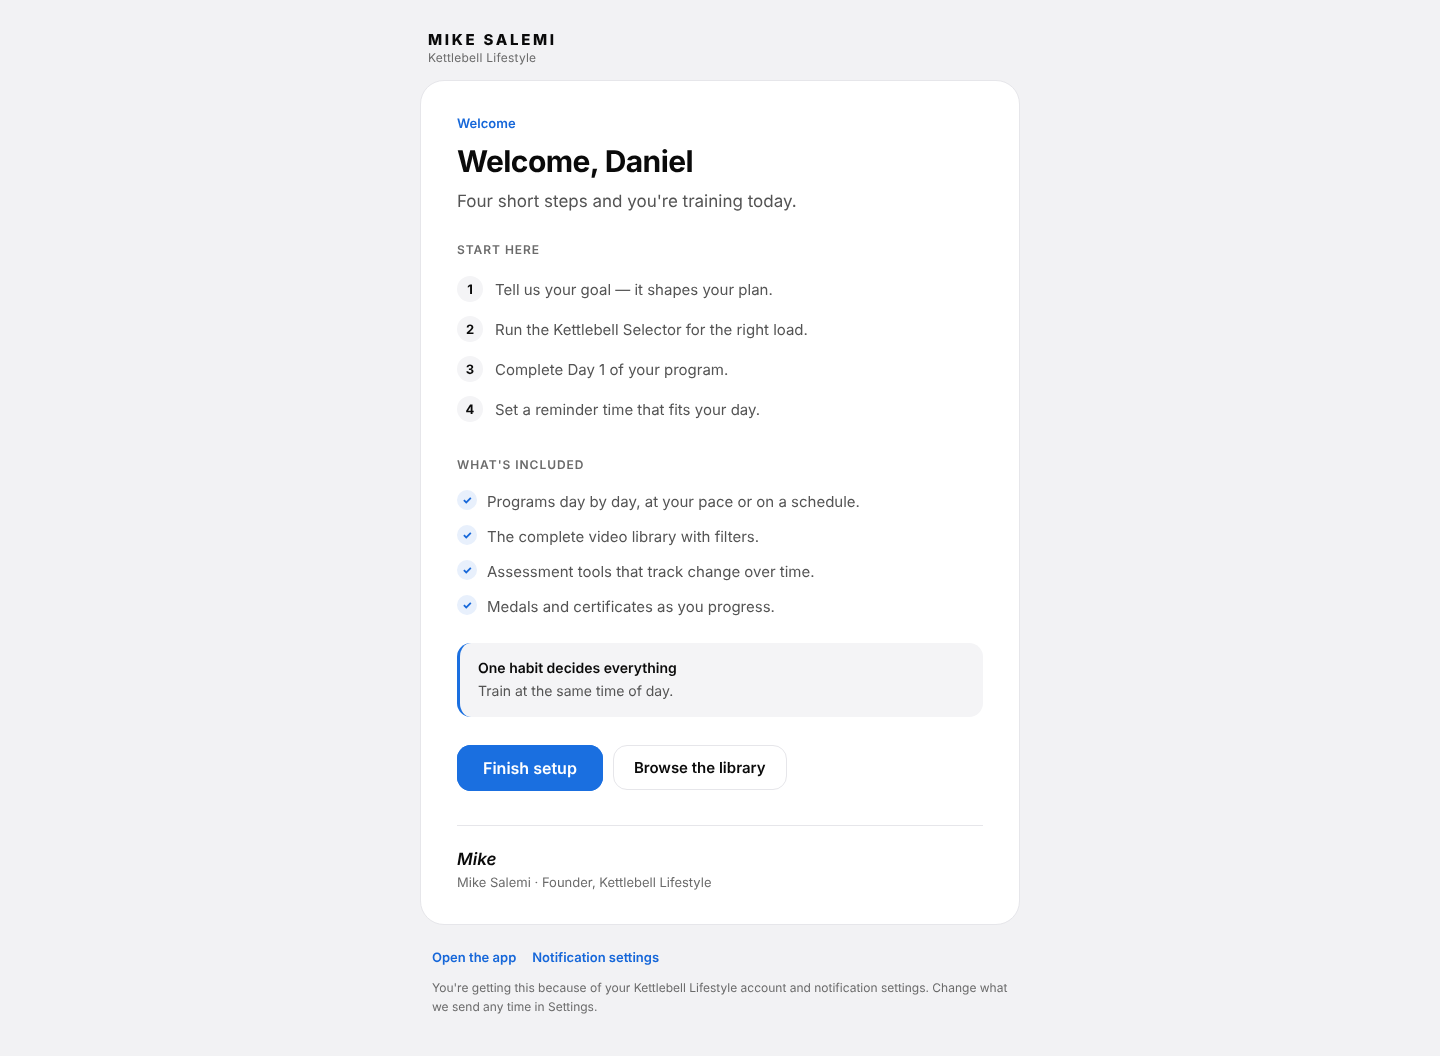 MIKE SALEMI
Kettlebell Lifestyle
Welcome
Welcome, Daniel
Four short steps and you're training today.
START HERE
1 Tell us your goal — it shapes your plan.
2 Run the Kettlebell Selector for the right load.
3 Complete Day 1 of your program.
4 Set a reminder time that fits your day.
WHAT'S INCLUDED
Programs day by day, at your pace or on a schedule.
The complete video library with filters.
Assessment tools that track change over time.
Medals and certificates as you progress.
One habit decides everything
Train at the same time of day.
Finish setup Browse the library
Mike
Mike Salemi · Founder, Kettlebell Lifestyle
Open the app Notification settings
You're getting this because of your Kettlebell Lifestyle account and notification settings. Change what
we send any time in Settings.